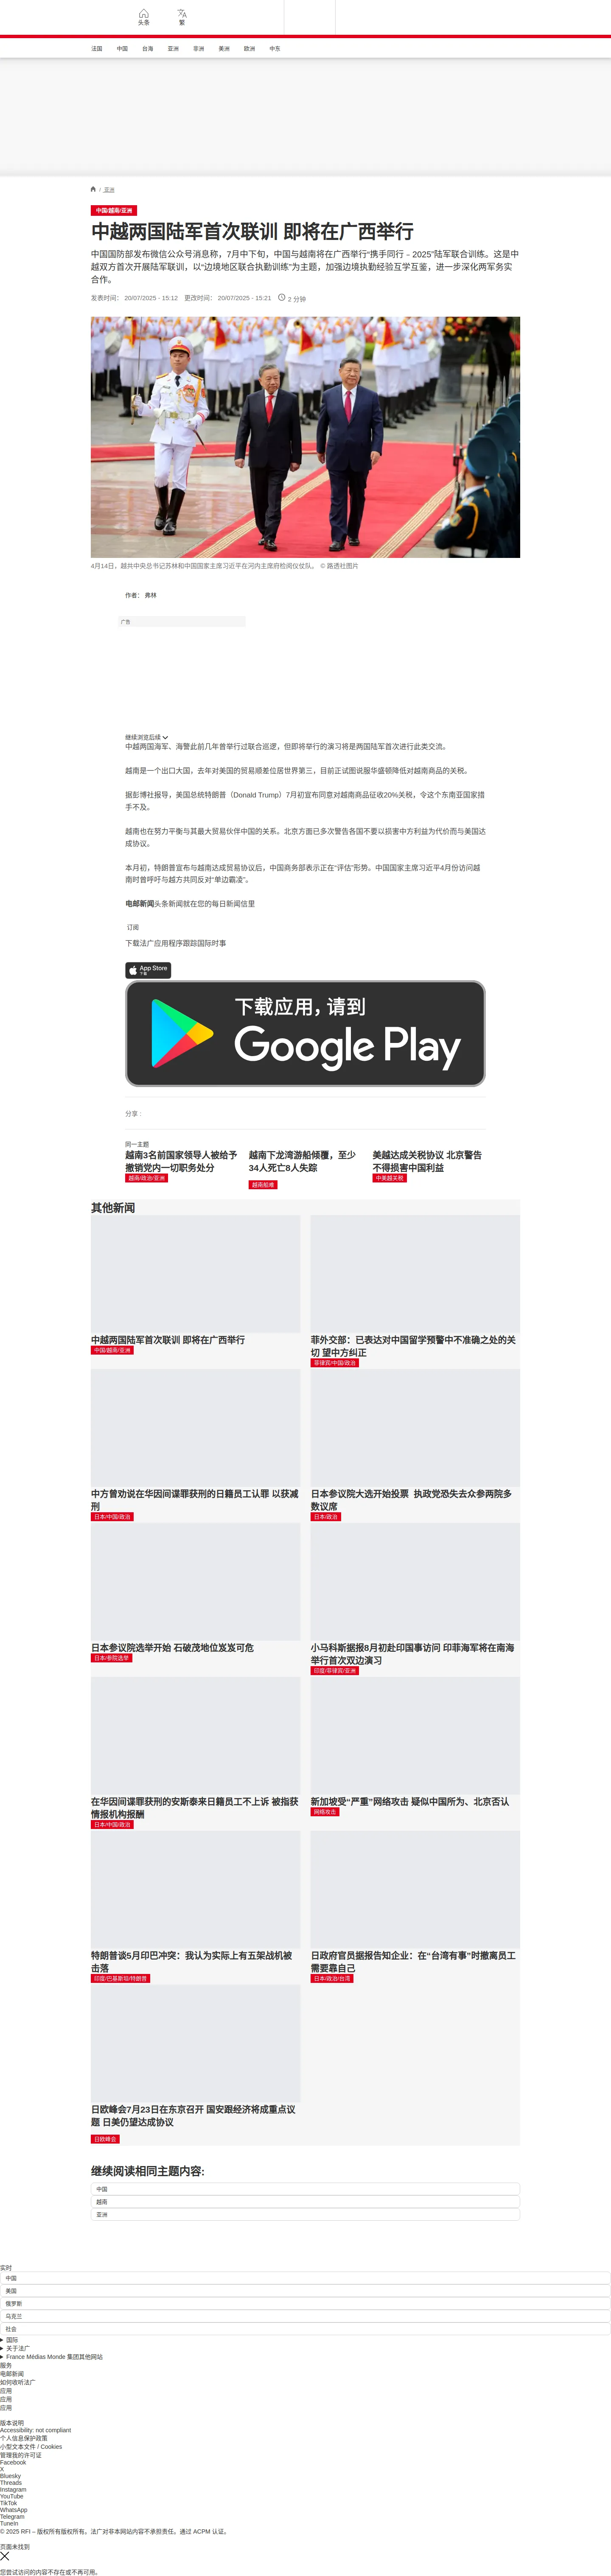 头条
繁
法国
中国
台海
亚洲
非洲
美洲
欧洲
中东
/ 亚洲
中国/越南/亚洲
中越两国陆军首次联训 即将在广西举行
中国国防部发布微信公众号消息称，7月中下旬，中国与越南将在广西举行“携手同行﹣2025”陆军联合训练。这是中
越双方首次开展陆军联训，以“边境地区联合执勤训练”为主题，加强边境执勤经验互学互鉴，进一步深化两军务实
合作。
发表时间： 20/07/2025 - 15:12 更改时间： 20/07/2025 - 15:21 2 分钟
4月14日，越共中央总书记苏林和中国国家主席习近平在河内主席府检阅仪仗队。 © 路透社图片
作者： 弗林
广告
继续浏览后续
中越两国海军、海警此前几年曾举行过联合巡逻，但即将举行的演习将是两国陆军首次进行此类交流。
越南是一个出口大国，去年对美国的贸易顺差位居世界第三，目前正试图说服华盛顿降低对越南商品的关税。
据彭博社报导，美国总统特朗普（Donald Trump）7月初宣布同意对越南商品征收20%关税，令这个东南亚国家措
手不及。
越南也在努力平衡与其最大贸易伙伴中国的关系。北京方面已多次警告各国不要以损害中方利益为代价而与美国达
成协议。
本月初，特朗普宣布与越南达成贸易协议后，中国商务部表示正在“评估”形势。中国国家主席习近平4月份访问越
南时曾呼吁与越方共同反对“单边霸凌”。
电邮新闻头条新闻就在您的每日新闻信里
订阅
下载法广应用程序跟踪国际时事
App Store
下载
下载应用，请到
Google Play
分享 :
同一主题
越南3名前国家领导人被给予
撤销党内一切职务处分
越南/政治/亚洲
越南下龙湾游船倾覆，至少
34人死亡8人失踪
越南船难
美越达成关税协议 北京警告
不得损害中国利益
中美越关税
其他新闻
中越两国陆军首次联训 即将在广西举行
中国/越南/亚洲
菲外交部：已表达对中国留学预警中不准确之处的关
切 望中方纠正
菲律宾/中国/政治
中方曾劝说在华因间谍罪获刑的日籍员工认罪 以获减
刑
日本/中国/政治
日本参议院大选开始投票 执政党恐失去众参两院多
数议席
日本/政治
日本参议院选举开始 石破茂地位岌岌可危
日本/参院选举
小马科斯据报8月初赴印国事访问 印菲海军将在南海
举行首次双边演习
印度/菲律宾/亚洲
在华因间谍罪获刑的安斯泰来日籍员工不上诉 被指获
情报机构报酬
日本/中国/政治
新加坡受“严重”网络攻击 疑似中国所为、北京否认
网络攻击
特朗普谈5月印巴冲突：我认为实际上有五架战机被
击落
印度/巴基斯坦/特朗普
日政府官员据报告知企业：在“台湾有事”时撤离员工
需要靠自己
日本/政治/台湾
日欧峰会7月23日在东京召开 国安跟经济将成重点议
题 日美仍望达成协议
日欧峰会
继续阅读相同主题内容:
中国
越南
亚洲
实时
中国
美国
俄罗斯
乌克兰
社会
国际
关于法广
France Médias Monde 集团其他网站
服务
电邮新闻
如何收听法广
应用
应用
应用
版本说明
Accessibility: not compliant
个人信息保护政策
小型文本文件 / Cookies
管理我的许可证
Facebook
X
Bluesky
Threads
Instagram
YouTube
TikTok
WhatsApp
Telegram
TuneIn
© 2025 RFI – 版权所有版权所有。法广对非本网站内容不承担责任。通过 ACPM 认证。
页面未找到
您尝试访问的内容不存在或不再可用。